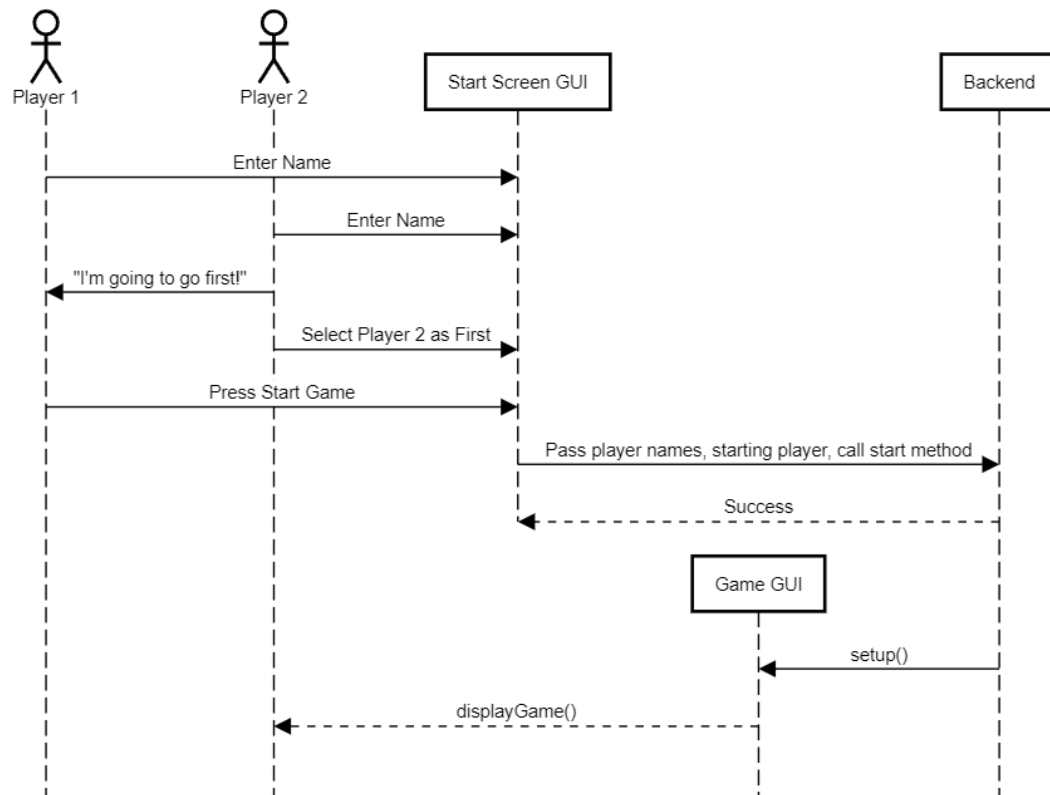 Player 1
Player 2
Start Screen GUI
Backend
Enter Name
Enter Name
"I'm going to go first!"
Select Player 2 as First
Press Start Game
Pass player names, starting player, call start method
Success
Game GUI
setup()
displayGame()